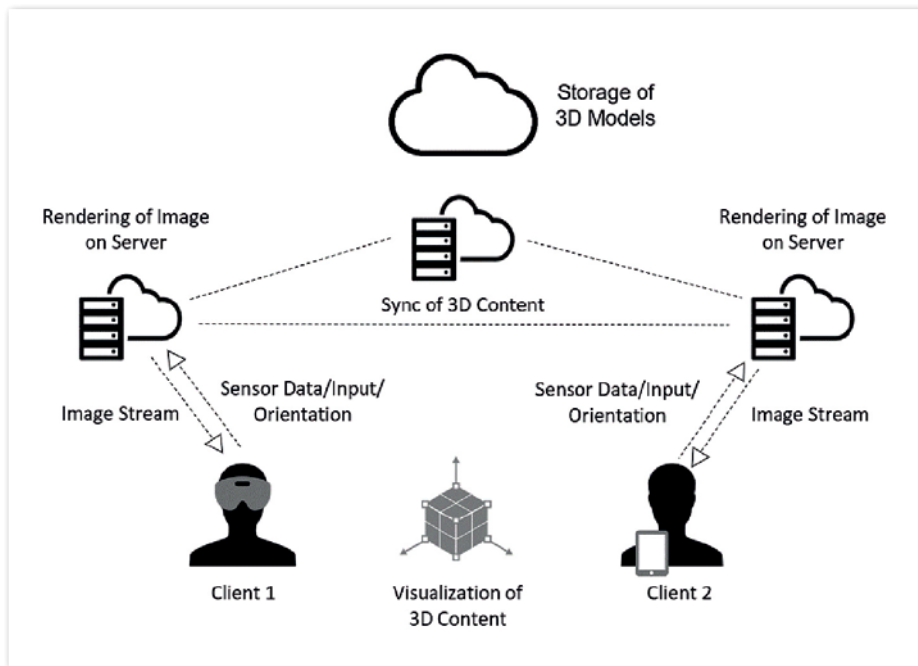 Storage of
3D Models
Rendering of Image
on Server
Rendering of Image
on Server
Sync of 3D Content
Sensor Data/Input/
Orientation
Image Stream
Sensor Data/Input/
Orientation
Image Stream
Client 1
Visualization of
3D Content
Client 2